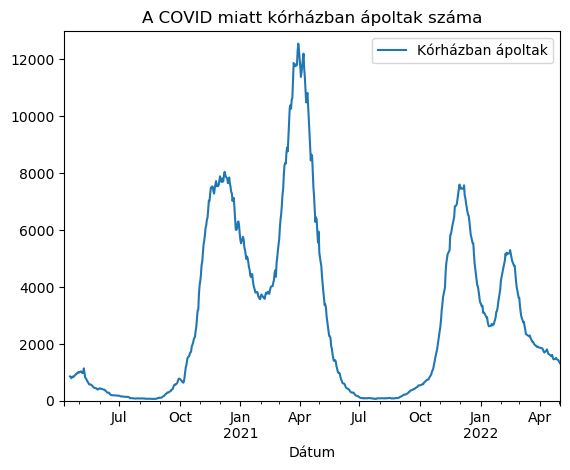 A COVID miatt kórházban ápoltak száma
Kórházban ápoltak
12000
10000
8000
6000
4000
2000
0
Jul Oct Jan Apr Jul Oct Jan Apr
2021 2022
Dátum